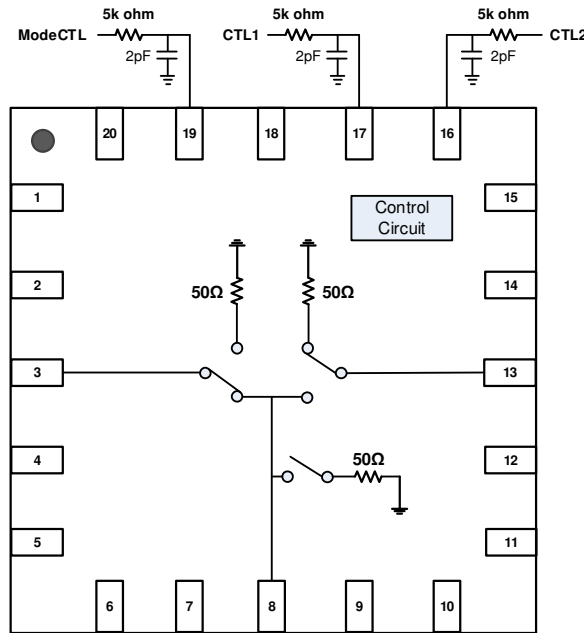 5k ohm 5k ohm 5k ohm
ModeCTL CTL1 CTL2
2pF 2pF 2pF
20 19 18 17 16
1 15
Control
Circuit
2 14
50Ω 50Ω
3 13
4 12
50Ω
5 11
6 7 8 9 10